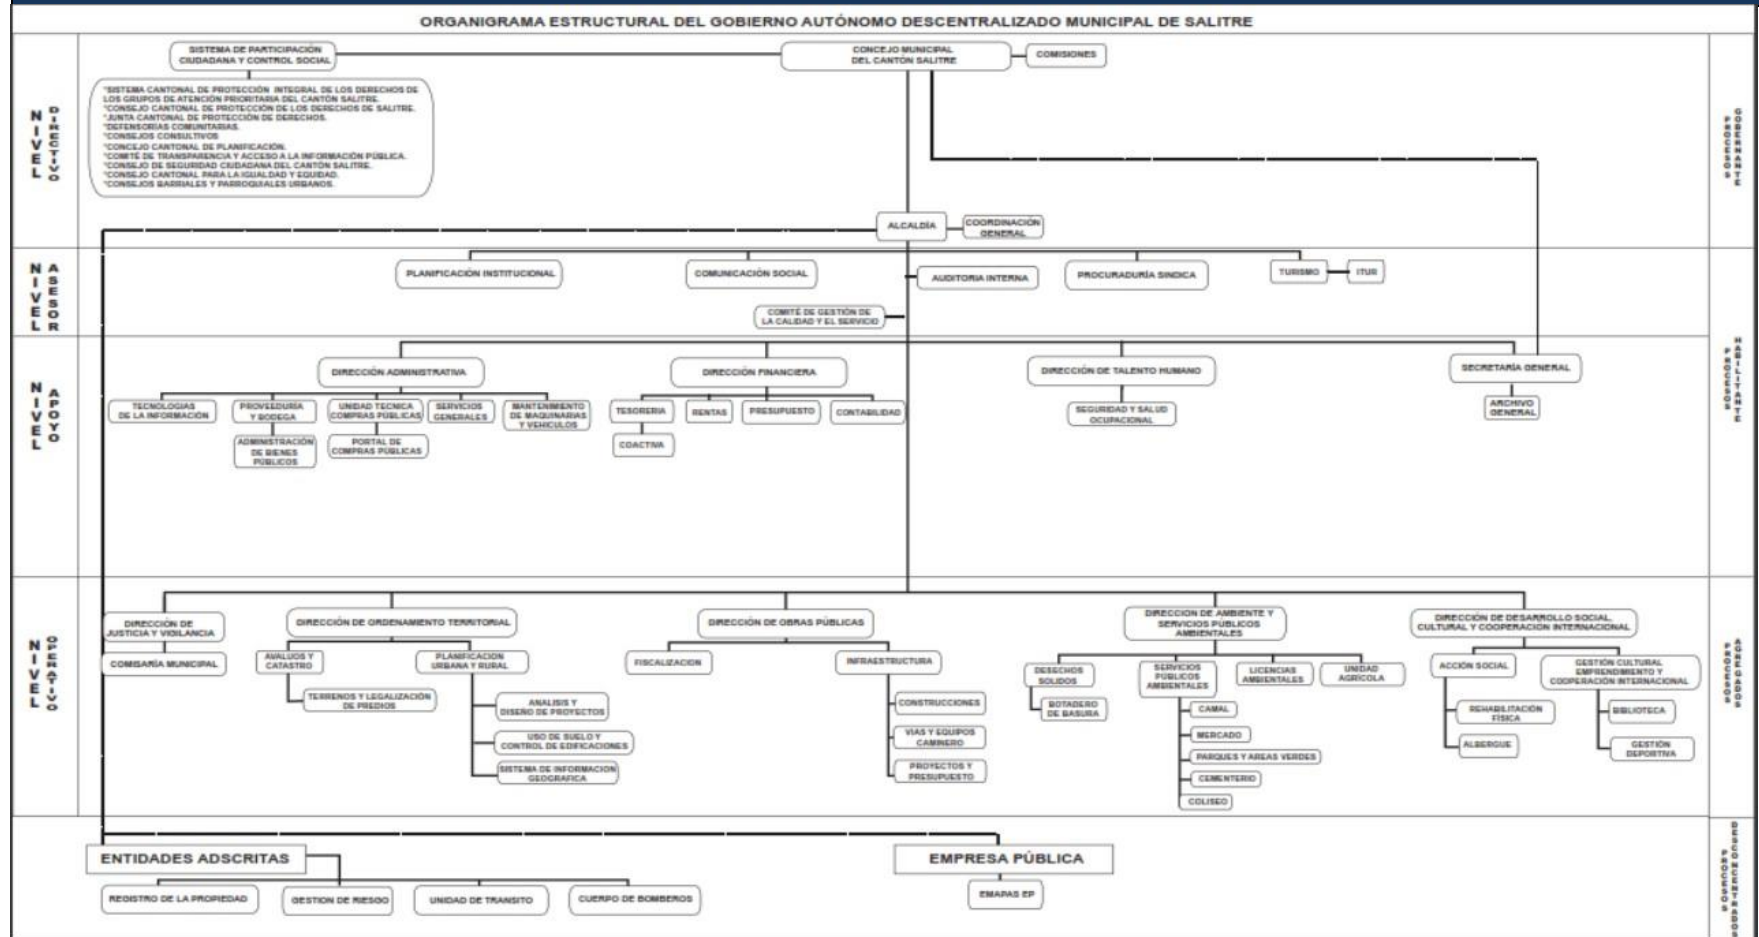 ORGANIGRAMA ESTRUCTURAL DEL GOBIERNO AUTÓNOMO DESCENTRALIZADO MUNICIPAL DE SALITRE
NIVEL
DIRECTIVO
SISTEMA DE PARTICIPACIÓN
CIUDADANA Y CONTROL SOCIAL
CONCEJO MUNICIPAL
DEL CANTÓN SALITRE
COMISIONES
*SISTEMA CANTONAL DE PROTECCIÓN INTEGRAL DE LOS DERECHOS DE
LOS GRUPOS DE ATENCIÓN PRIORITARIA DEL CANTÓN SALITRE.
*CONSEJO CANTONAL DE PROTECCIÓN DE LOS DERECHOS DE SALITRE.
*JUNTA CANTONAL DE PROTECCIÓN DE DERECHOS.
*DEFENSORIAS COMUNITARIAS.
*CONSEJOS CONSULTIVOS
*CONCEJO CANTONAL DE PLANIFICACIÓN.
*COMITÉ DE TRANSPARENCIA Y ACCESO A LA INFORMACIÓN PÚBLICA.
*CONSEJO DE SEGURIDAD CIUDADANA DEL CANTÓN SALITRE.
*CONSEJO CANTONAL PARA LA IGUALDAD Y EQUIDAD.
*CONSEJOS BARRIALES Y PARROQUIALES URBANOS.
ALCALDÍA
COORDINACIÓN
GENERAL
PROCESOS
GOBERNANTE
NIVEL
ASESOR
PLANIFICACIÓN INSTITUCIONAL
COMUNICACIÓN SOCIAL
AUDITORIA INTERNA
PROCURADURÍA SINDICA
TURISMO
ITUR
COMITÉ DE GESTIÓN DE
LA CALIDAD Y EL SERVICIO
NIVEL
APOYO
DIRECCIÓN ADMINISTRATIVA
DIRECCIÓN FINANCIERA
DIRECCIÓN DE TALENTO HUMANO
SECRETARÍA GENERAL
TECNOLOGIAS
DE LA INFORMACIÓN
PROVEEDURÍA
Y BODEGA
UNIDAD TECNICA
COMPRAS PÚBLICAS
SERVICIOS
GENERALES
MANTENIMIENTO
DE MAQUINARIAS
Y VEHICULOS
TESORERIA
RENTAS
PRESUPUESTO
CONTABILIDAD
SEGURIDAD Y SALUD
OCUPACIONAL
ARCHIVO
GENERAL
ADMINISTRACIÓN
DE BIENES
PÚBLICOS
PORTAL DE
COMPRAS PÚBLICAS
COACTIVA
PROCESOS
HABILITANTE
NIVEL
OPERATIVO
DIRECCIÓN DE
JUSTICIA Y VIGILANCIA
DIRECCIÓN DE ORDENAMIENTO TERRITORIAL
DIRECCIÓN DE OBRAS PÚBLICAS
DIRECCION DE AMBIENTE Y
SERVICIOS PÚBLICOS
AMBIENTALES
DIRECCIÓN DE DESARROLLO SOCIAL,
CULTURAL Y COOPERACION INTERNACIONAL
COMISARÍA MUNICIPAL
AVALUOS Y
CATASTRO
PLANIFICACION
URBANA Y RURAL
FISCALIZACION
INFRAESTRUCTURA
DESECHOS
SOLIDOS
SERVICIOS
PÚBLICOS
AMBIENTALES
LICENCIAS
AMBIENTALES
UNIDAD
AGRÍCOLA
ACCIÓN SOCIAL
GESTIÓN CULTURAL
EMPRENDIMIENTO Y
COOPERACIÓN INTERNACIONAL
TERRENOS Y LEGALIZACIÓN
DE PREDIOS
ANALISIS Y
DISEÑO DE PROYECTOS
USO DE SUELO Y
CONTROL DE EDIFICACIONES
SISTEMA DE INFORMACION
GEOGRAFICA
CONSTRUCCIONES
VIAS Y EQUIPOS
CAMINERO
PROYECTOS Y
PRESUPUESTO
BOTADERO
DE BASURA
CAMAL
MERCADO
PARQUES Y AREAS VERDES
CEMENTERIO
COLISEO
REHABILITACIÓN
FÍSICA
ALBERGUE
BIBLIOTECA
GESTIÓN
DEPORTIVA
PROCESOS
AGREGADOS
ENTIDADES ADSCRITAS
EMPRESA PÚBLICA
REGISTRO DE LA PROPIEDAD
GESTION DE RIESGO
UNIDAD DE TRANSITO
CUERPO DE BOMBEROS
EMAPAS EP
PROCESOS
DESCONCENTRADOS